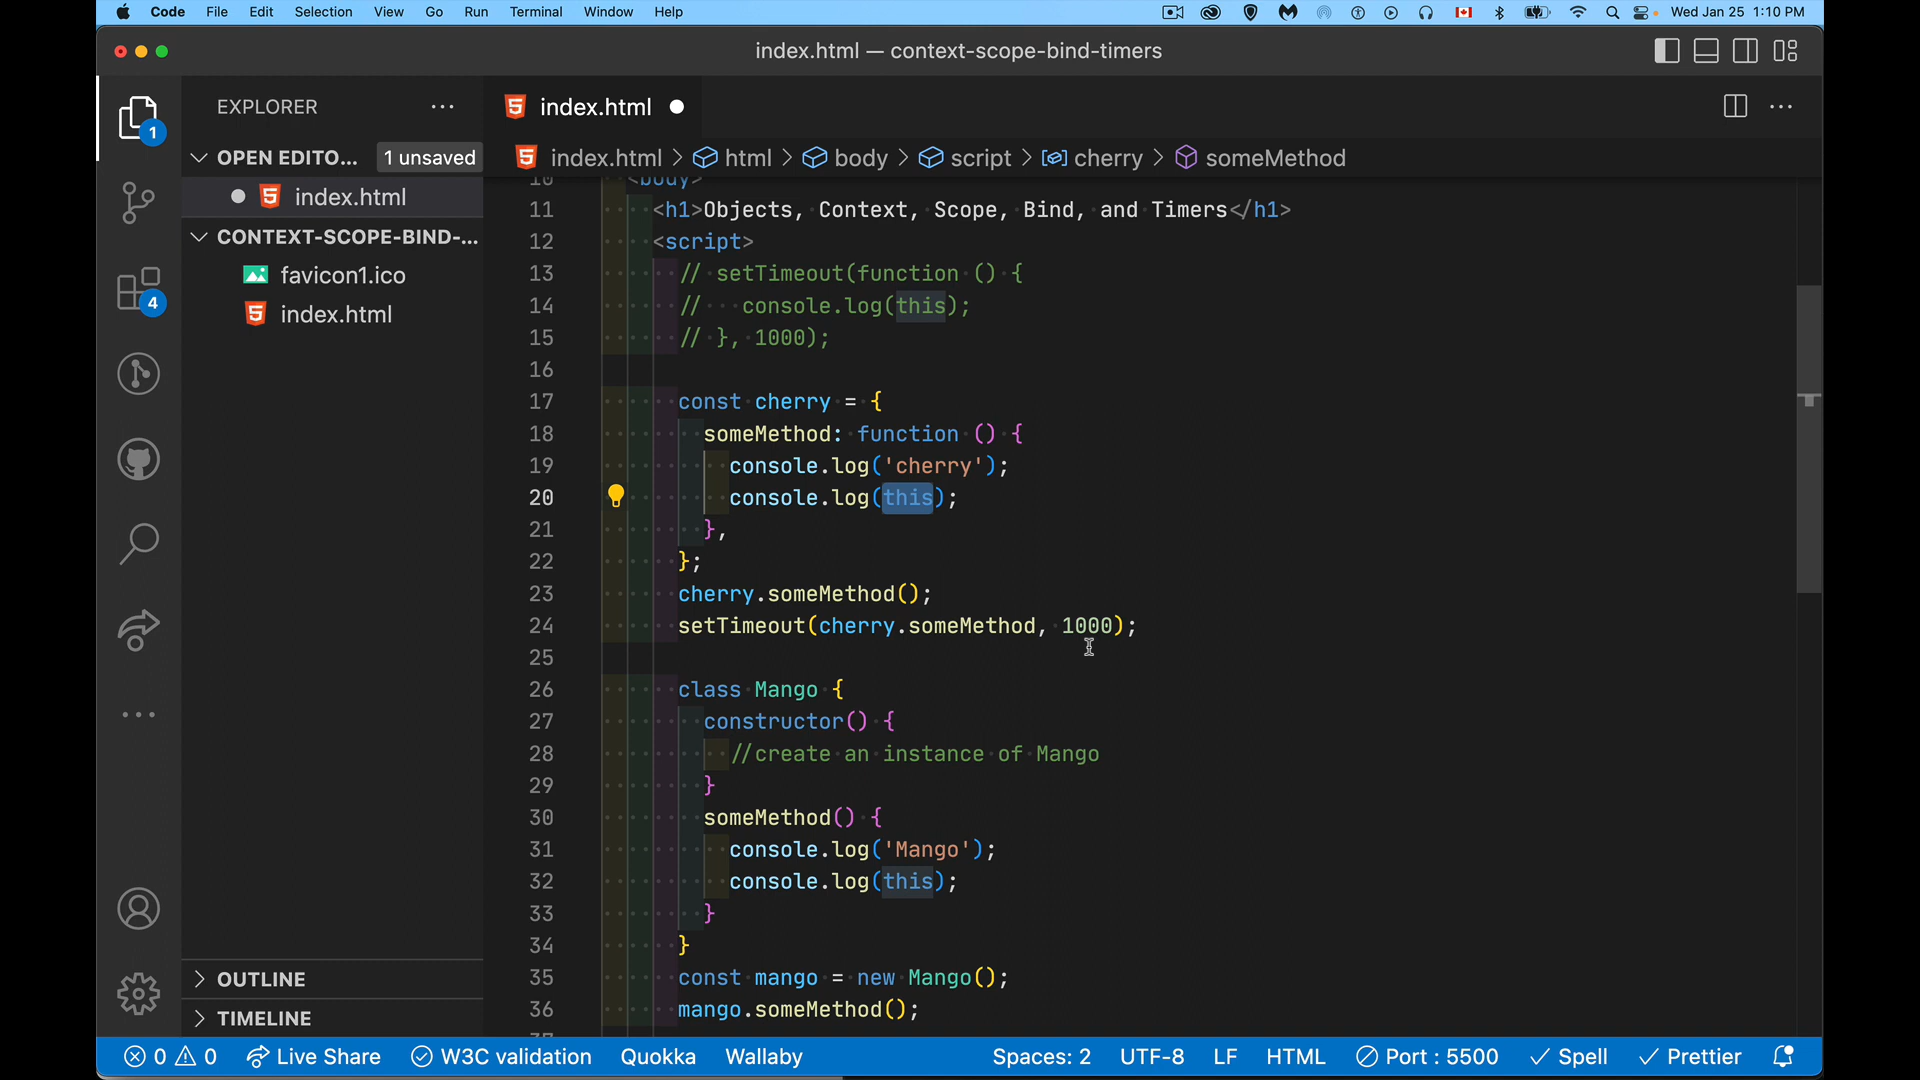 Code File Edit Selection View Go Run Terminal Window Help Wed Jan 25 1:10 PM
index.html — context-scope-bind-timers
EXPLORER
index.html
OPEN EDITO... 1 unsaved
index.html
CONTEXT-SCOPE-BIND-...
favicon1.ico
index.html
OUTLINE
TIMELINE
1
4
index.html > html > body > script > cherry > someMethod
10 <body>
11 <h1>Objects, Context, Scope, Bind, and Timers</h1>
12 <script>
13 // setTimeout(function () {
14 // console.log(this);
15 // }, 1000);
16
17 const cherry = {
18 someMethod: function () {
19 console.log('cherry');
20 console.log(this);
21 },
22 };
23 cherry.someMethod();
24 setTimeout(cherry.someMethod, 1000);
25
26 class Mango {
27 constructor() {
28 //create an instance of Mango
29 }
30 someMethod() {
31 console.log('Mango');
32 console.log(this);
33 }
34 }
35 const mango = new Mango();
36 mango.someMethod();
37
0 0 Live Share W3C validation Quokka Wallaby Spaces: 2 UTF-8 LF HTML Port : 5500 Spell Prettier